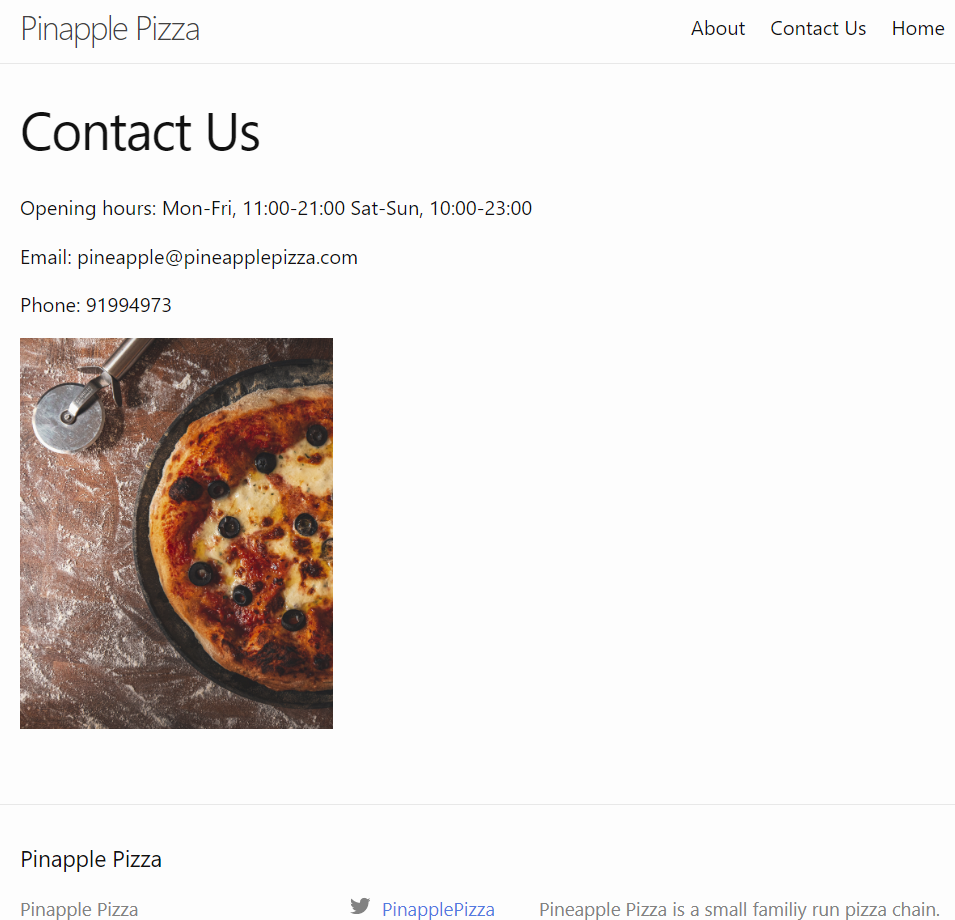 Pinapple Pizza
About Contact Us Home
Contact Us
Opening hours: Mon-Fri, 11:00-21:00 Sat-Sun, 10:00-23:00
Email: pineapple@pineapplepizza.com
Phone: 91994973
Pinapple Pizza
Pinapple Pizza
PinapplePizza
Pineapple Pizza is a small familiy run pizza chain.